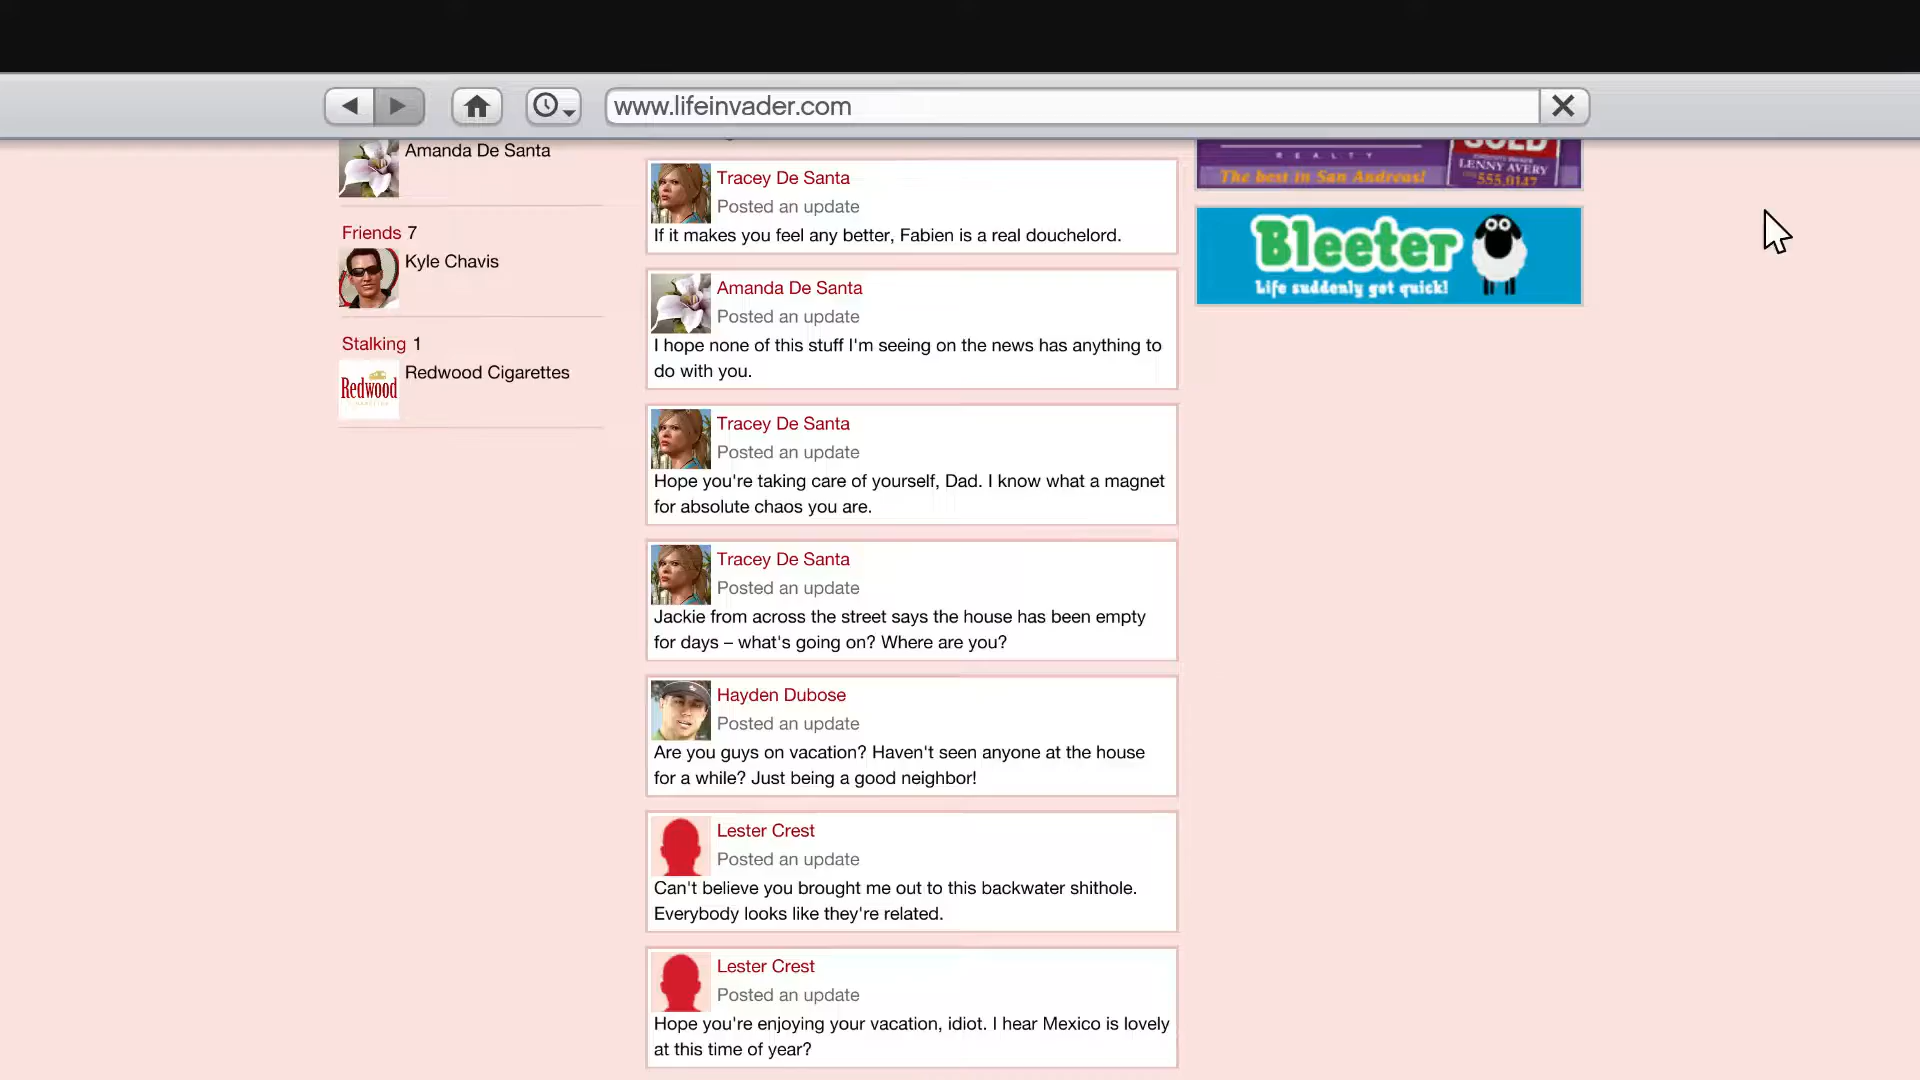 www.lifeinvader.com
Amanda De Santa
Friends 7
Kyle Chavis
Stalking 1
Redwood
Redwood Cigarettes
Tracey De Santa
Posted an update
If it makes you feel any better, Fabien is a real douchelord.
Amanda De Santa
Posted an update
I hope none of this stuff I'm seeing on the news has anything to
do with you.
Tracey De Santa
Posted an update
Hope you're taking care of yourself, Dad. I know what a magnet
for absolute chaos you are.
Tracey De Santa
Posted an update
Jackie from across the street says the house has been empty
for days – what's going on? Where are you?
Hayden Dubose
Posted an update
Are you guys on vacation? Haven't seen anyone at the house
for a while? Just being a good neighbor!
Lester Crest
Posted an update
Can't believe you brought me out to this backwater shithole.
Everybody looks like they're related.
Lester Crest
Posted an update
Hope you're enjoying your vacation, idiot. I hear Mexico is lovely
at this time of year?
REALTY
The best in San Andreas!
SOLD
LENNY AVERY
555.0147
Bleeter
Life suddenly got quick!